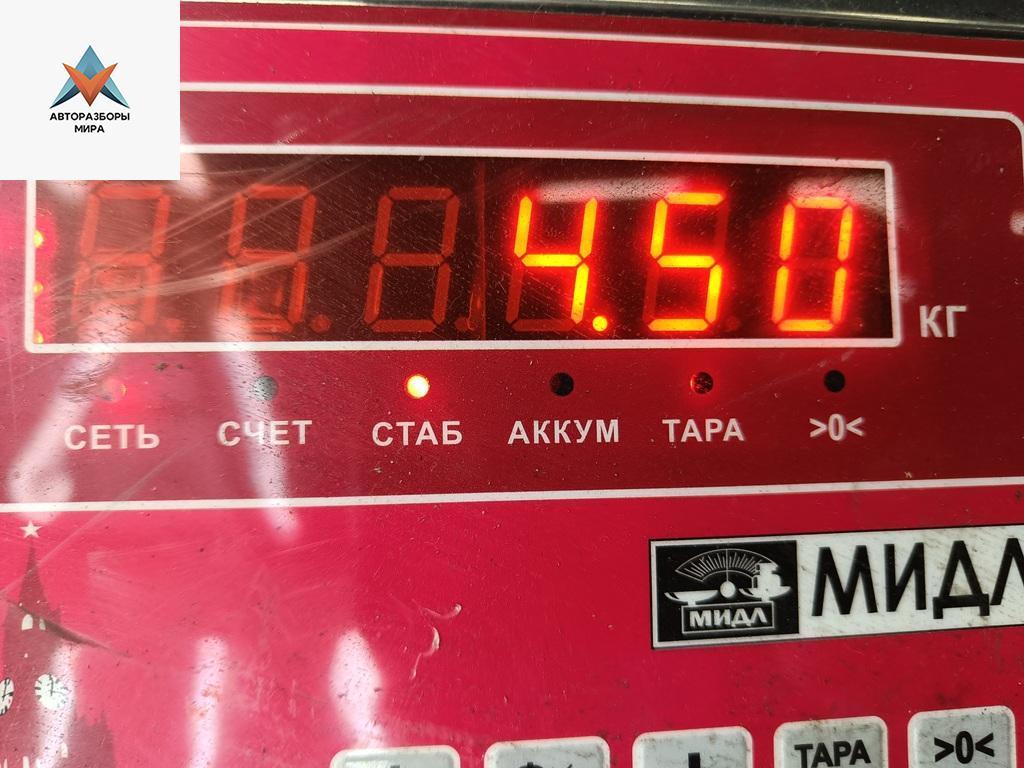 АВТОРАЗБОРЫ
МИРА
4.50
КГ
СЕТЬ СЧЕТ СТАБ АККУМ ТАРА >0<
МИДЛ МИДЛ
ТАРА >0<